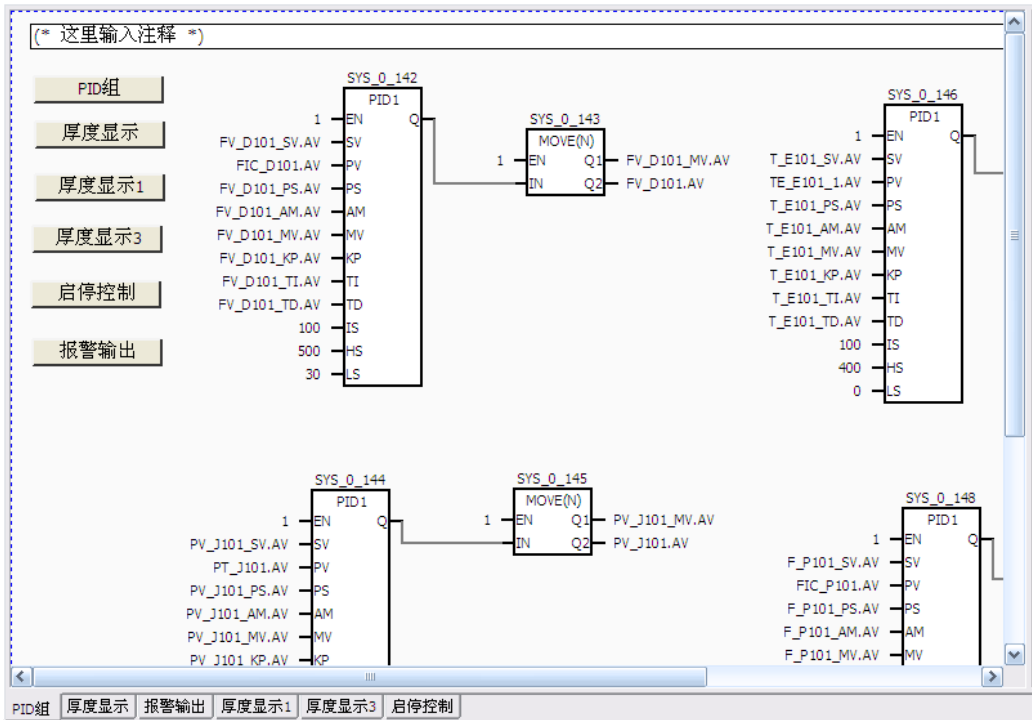 (* 这里输入注释 *)
PID组
厚度显示
厚度显示1
厚度显示3
启停控制
报警输出
SYS_0_142
PID1
1 EN Q
FV_D101_SV.AV SV
FIC_D101.AV PV
FV_D101_PS.AV PS
FV_D101_AM.AV AM
FV_D101_MV.AV MV
FV_D101_KP.AV KP
FV_D101_TI.AV TI
FV_D101_TD.AV TD
100 IS
500 HS
30 LS
SYS_0_143
MOVE(N)
1 EN Q1 FV_D101_MV.AV
IN Q2 FV_D101.AV
SYS_0_146
PID1
1 EN Q
T_E101_SV.AV SV
TE_E101_1.AV PV
T_E101_PS.AV PS
T_E101_AM.AV AM
T_E101_MV.AV MV
T_E101_KP.AV KP
T_E101_TI.AV TI
T_E101_TD.AV TD
100 IS
400 HS
0 LS
SYS_0_144
PID1
1 EN Q
PV_J101_SV.AV SV
PT_J101.AV PV
PV_J101_PS.AV PS
PV_J101_AM.AV AM
PV_J101_MV.AV MV
PV_J101_KP.AV KP
SYS_0_145
MOVE(N)
1 EN Q1 PV_J101_MV.AV
IN Q2 PV_J101.AV
SYS_0_148
PID1
1 EN Q
F_P101_SV.AV SV
FIC_P101.AV PV
F_P101_PS.AV PS
F_P101_AM.AV AM
F_P101_MV.AV MV
PID组 厚度显示 报警输出 厚度显示1 厚度显示3 启停控制